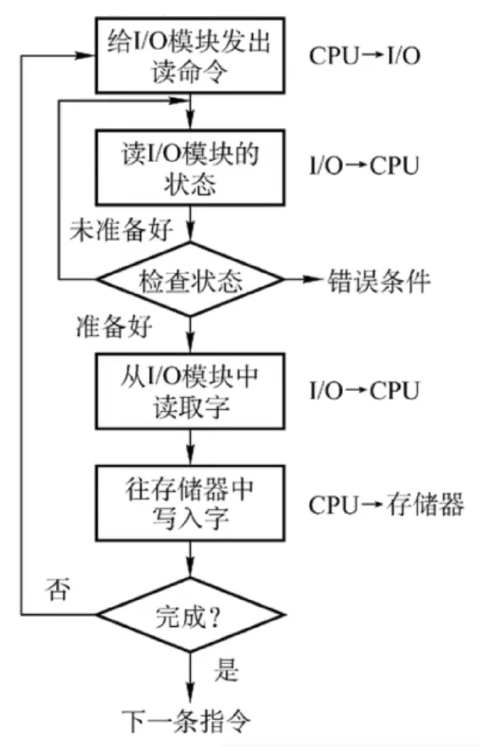 给I/O模块发出
读命令
CPU→I/O
读I/O模块的
状态
I/O→CPU
未准备好
检查状态
错误条件
准备好
从I/O模块中
读取字
I/O→CPU
往存储器中
写入字
CPU→存储器
否
完成?
是
下一条指令